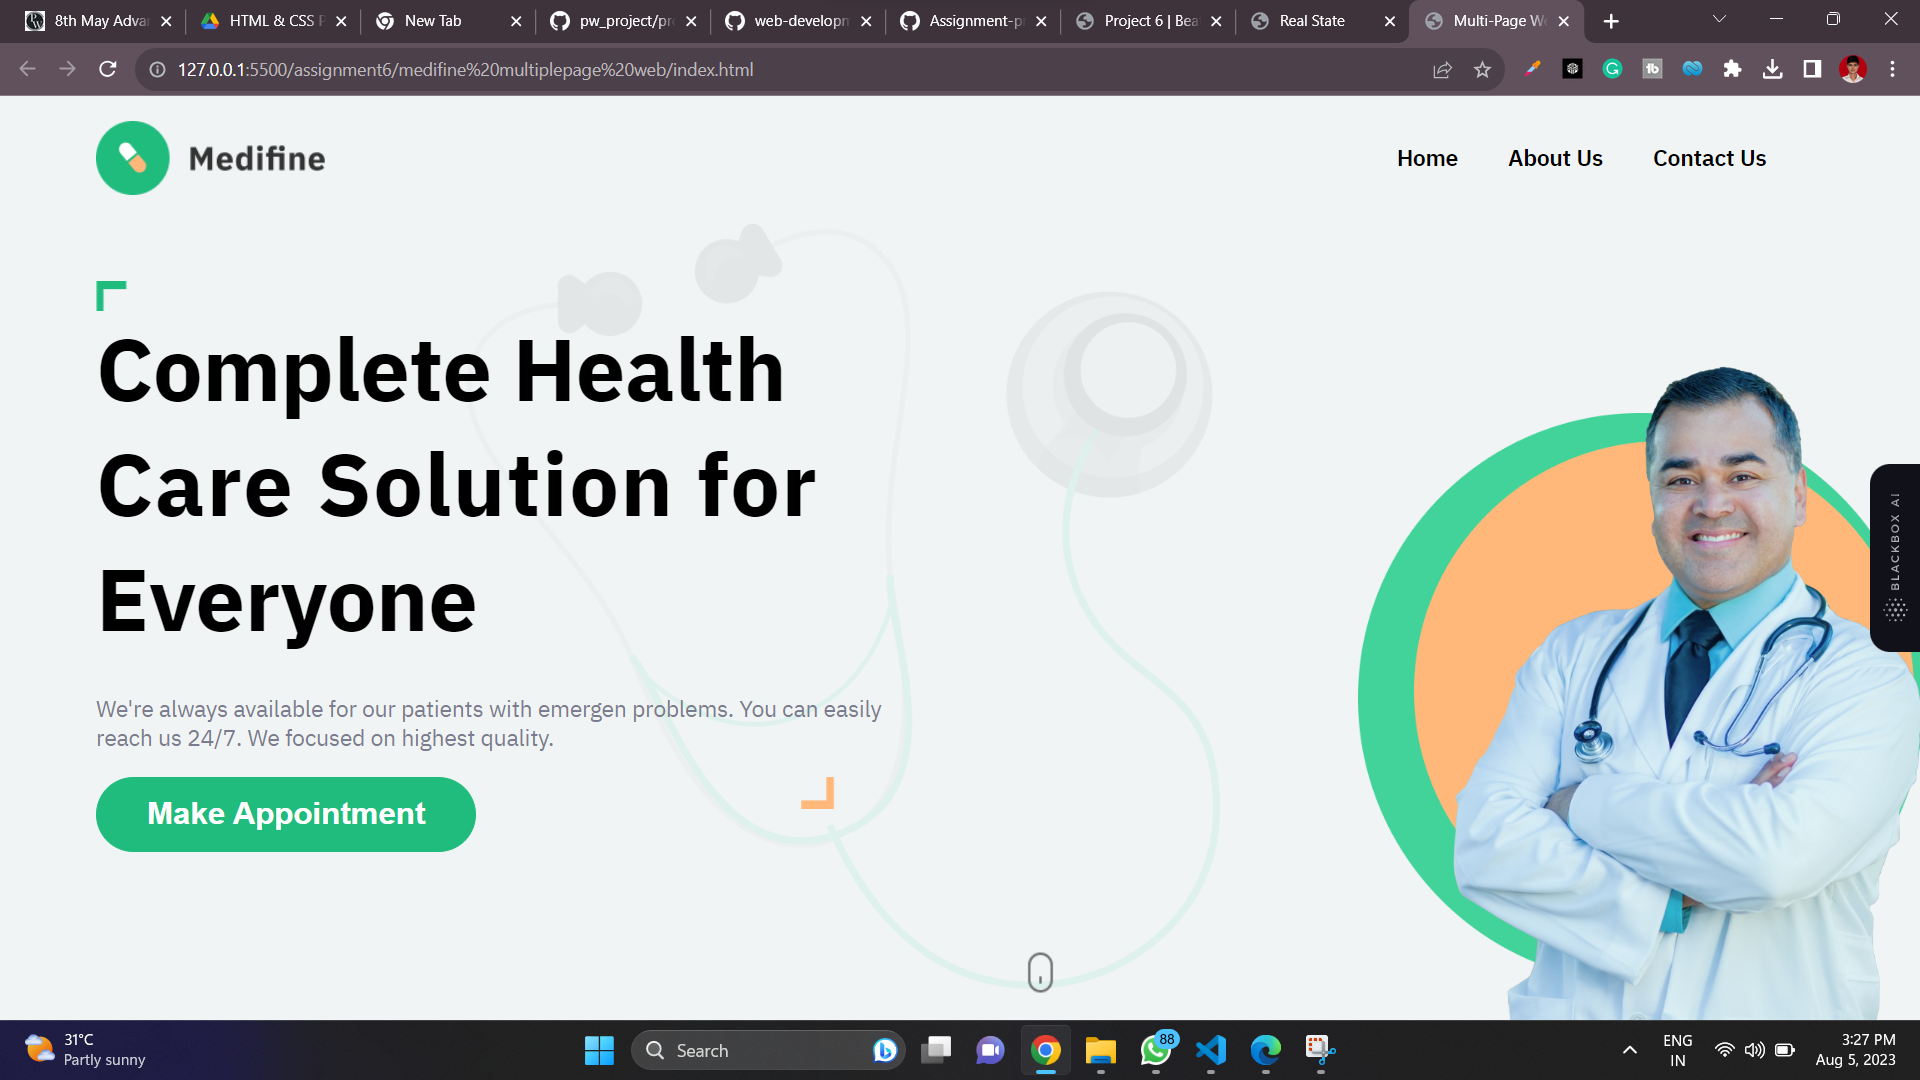 8th May Adva
HTML & CSS P
New Tab
pw_project/pro
web-developm
Assignment-pr
Project 6 | Bea
Real State
Multi-Page We
127.0.0.1:5500/assignment6/medifine%20multiplepage%20web/index.html
Medifine
Home
About Us
Contact Us
Complete Health
Care Solution for
Everyone
We're always available for our patients with emergen problems. You can easily
reach us 24/7. We focused on highest quality.
Make Appointment
BLACKBOX AI
31°C
Partly sunny
Search
88
ENG
IN
3:27 PM
Aug 5, 2023